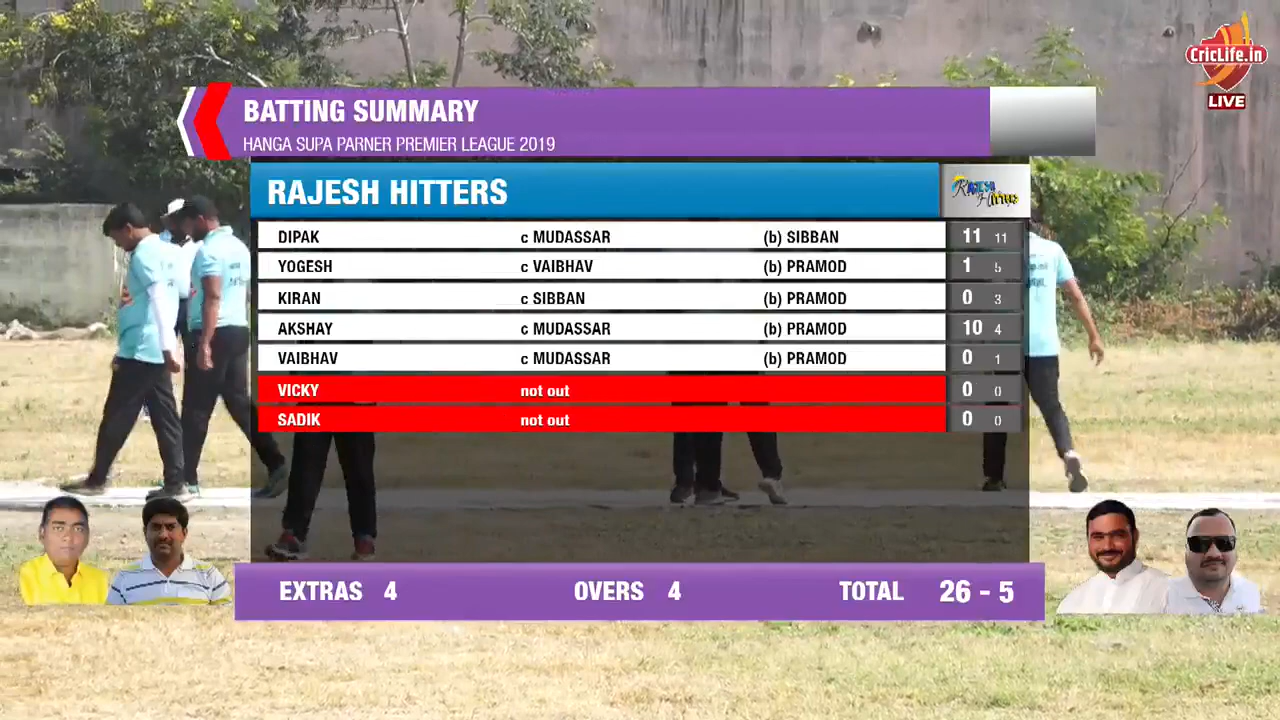 CricLife.in
LIVE
BATTING SUMMARY
HANGA SUPA PARNER PREMIER LEAGUE 2019
RAJESH HITTERS
RAJESH HITTERS
DIPAK c MUDASSAR (b) SIBBAN 11 11
YOGESH c VAIBHAV (b) PRAMOD 1 5
KIRAN c SIBBAN (b) PRAMOD 0 3
AKSHAY c MUDASSAR (b) PRAMOD 10 4
VAIBHAV c MUDASSAR (b) PRAMOD 0 1
VICKY not out 0 0
SADIK not out 0 0
EXTRAS 4 OVERS 4 TOTAL 26 - 5